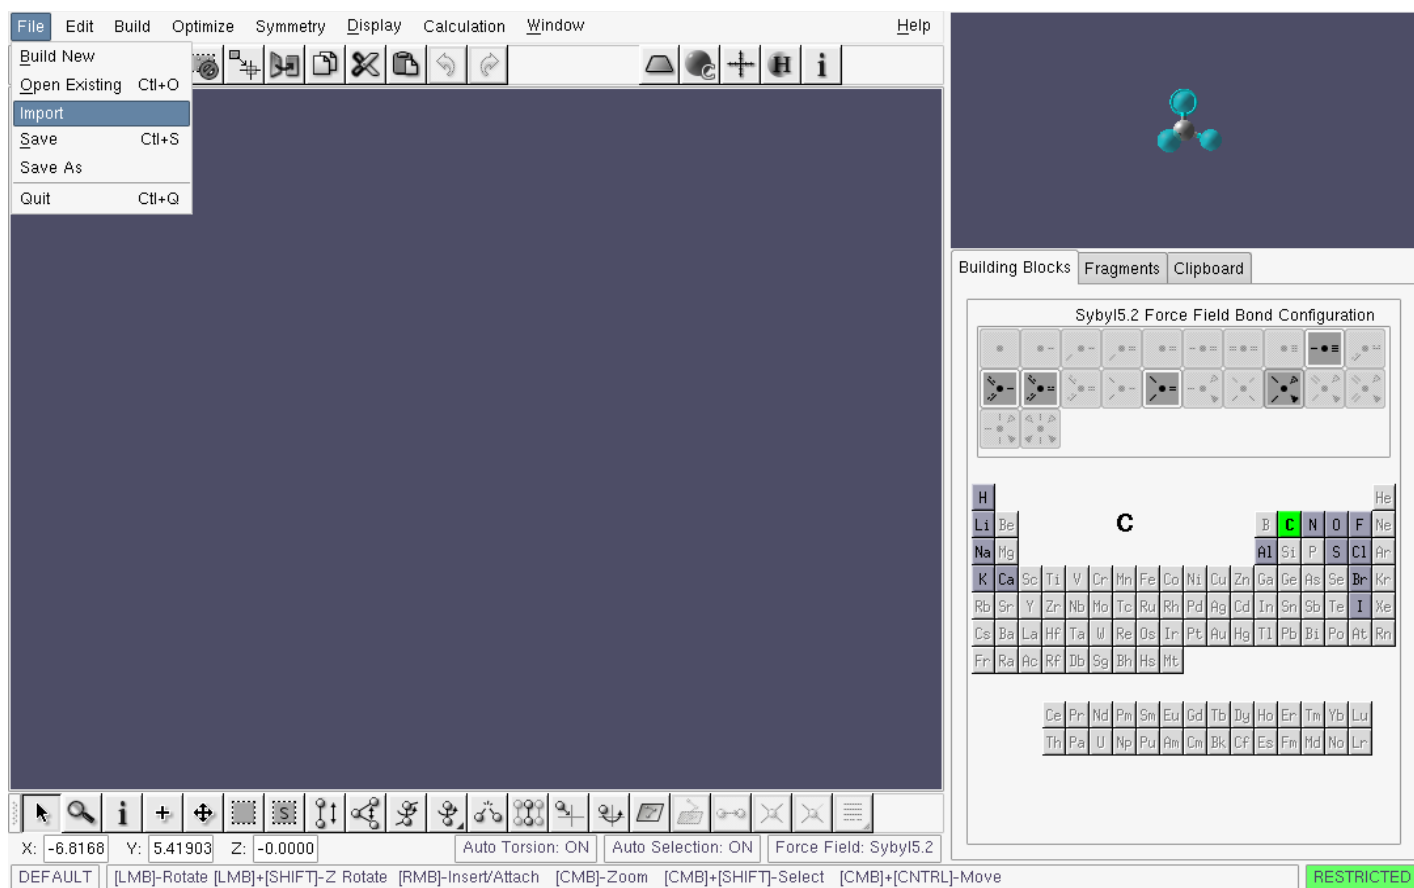 File Edit Build Optimize Symmetry Display Calculation Window Help
Build New
Open Existing Ctl+O
Import
Save Ctl+S
Save As
Quit Ctl+Q
C H i
Building Blocks Fragments Clipboard
Sybyl5.2 Force Field Bond Configuration
H He
Li Be C B C N O F Ne
Na Mg Al Si P S Cl Ar
K Ca Sc Ti V Cr Mn Fe Co Ni Cu Zn Ga Ge As Se Br Kr
Rb Sr Y Zr Nb Mo Tc Ru Rh Pd Ag Cd In Sn Sb Te I Xe
Cs Ba La Hf Ta W Re Os Ir Pt Au Hg Tl Pb Bi Po At Rn
Fr Ra Ac Rf Db Sg Bh Hs Mt
Ce Pr Nd Pm Sm Eu Gd Tb Dy Ho Er Tm Yb Lu
Th Pa U Np Pu Am Cm Bk Cf Es Fm Md No Lr
i S
X: -6.8168 Y: 5.41903 Z: -0.0000 Auto Torsion: ON Auto Selection: ON Force Field: Sybyl5.2
DEFAULT [LMB]-Rotate [LMB]+[SHIFT]-Z Rotate [RMB]-Insert/Attach [CMB]-Zoom [CMB]+[SHIFT]-Select [CMB]+[CNTRL]-Move RESTRICTED